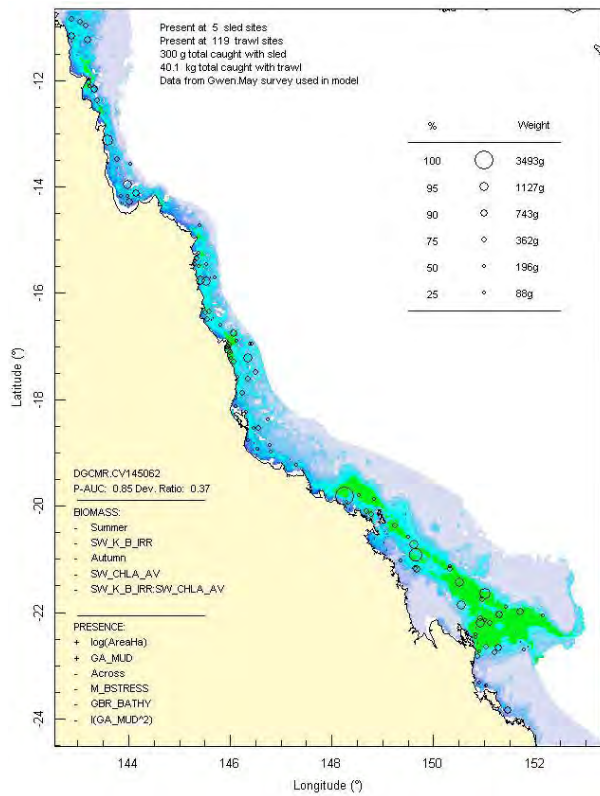 Present at 5 sled sites
Present at 119 trawl sites
300 g total caught with sled
40.1 kg total caught with trawl
Data from Gwen.May survey used in model
% Weight
100 3493g
95 1127g
90 743g
75 362g
50 196g
25 88g
-12
-14
-16
-18
-20
-22
-24
Latitude (°)
DGCMR.CV145062
P-AUC: 0.85 Dev. Ratio: 0.37
BIOMASS:
- Summer
- SW_K_B_IRR
- Autumn
- SW_CHLA_AV
- SW_K_B_IRR:SW_CHLA_AV
PRESENCE:
+ log(AreaHa)
+ GA_MUD
- Across
- M_BSTRESS
- GBR_BATHY
- I(GA_MUD^2)
144 146 148 150 152
Longitude (°)